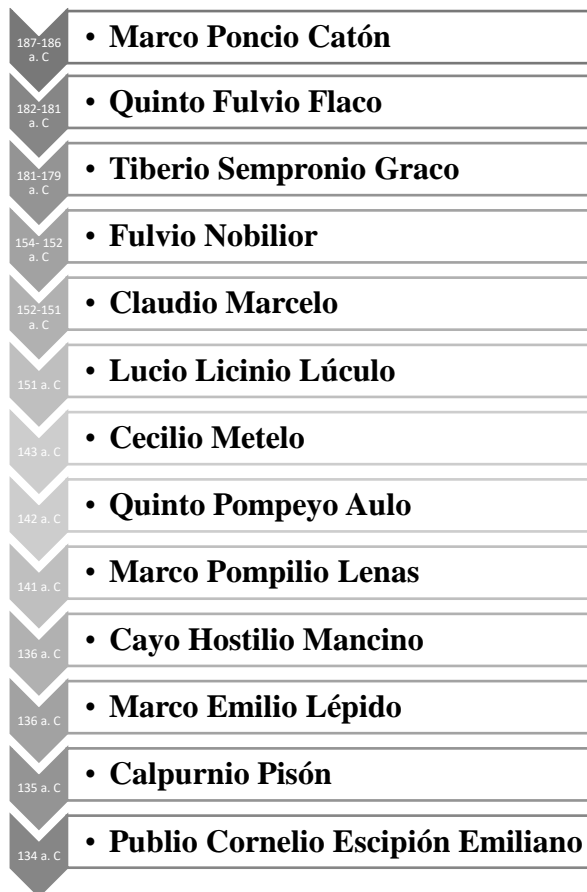 187-186
a. C
• Marco Poncio Catón
182-181
a. C
• Quinto Fulvio Flaco
181-179
a. C
• Tiberio Sempronio Graco
154- 152
a. C
• Fulvio Nobilior
152-151
a. C
• Claudio Marcelo
151 a. C
• Lucio Licinio Lúculo
143 a. C
• Cecilio Metelo
142 a. C
• Quinto Pompeyo Aulo
141 a. C
• Marco Pompilio Lenas
136 a. C
• Cayo Hostilio Mancino
136 a. C
• Marco Emilio Lépido
135 a. C
• Calpurnio Pisón
134 a. C
• Publio Cornelio Escipión Emiliano